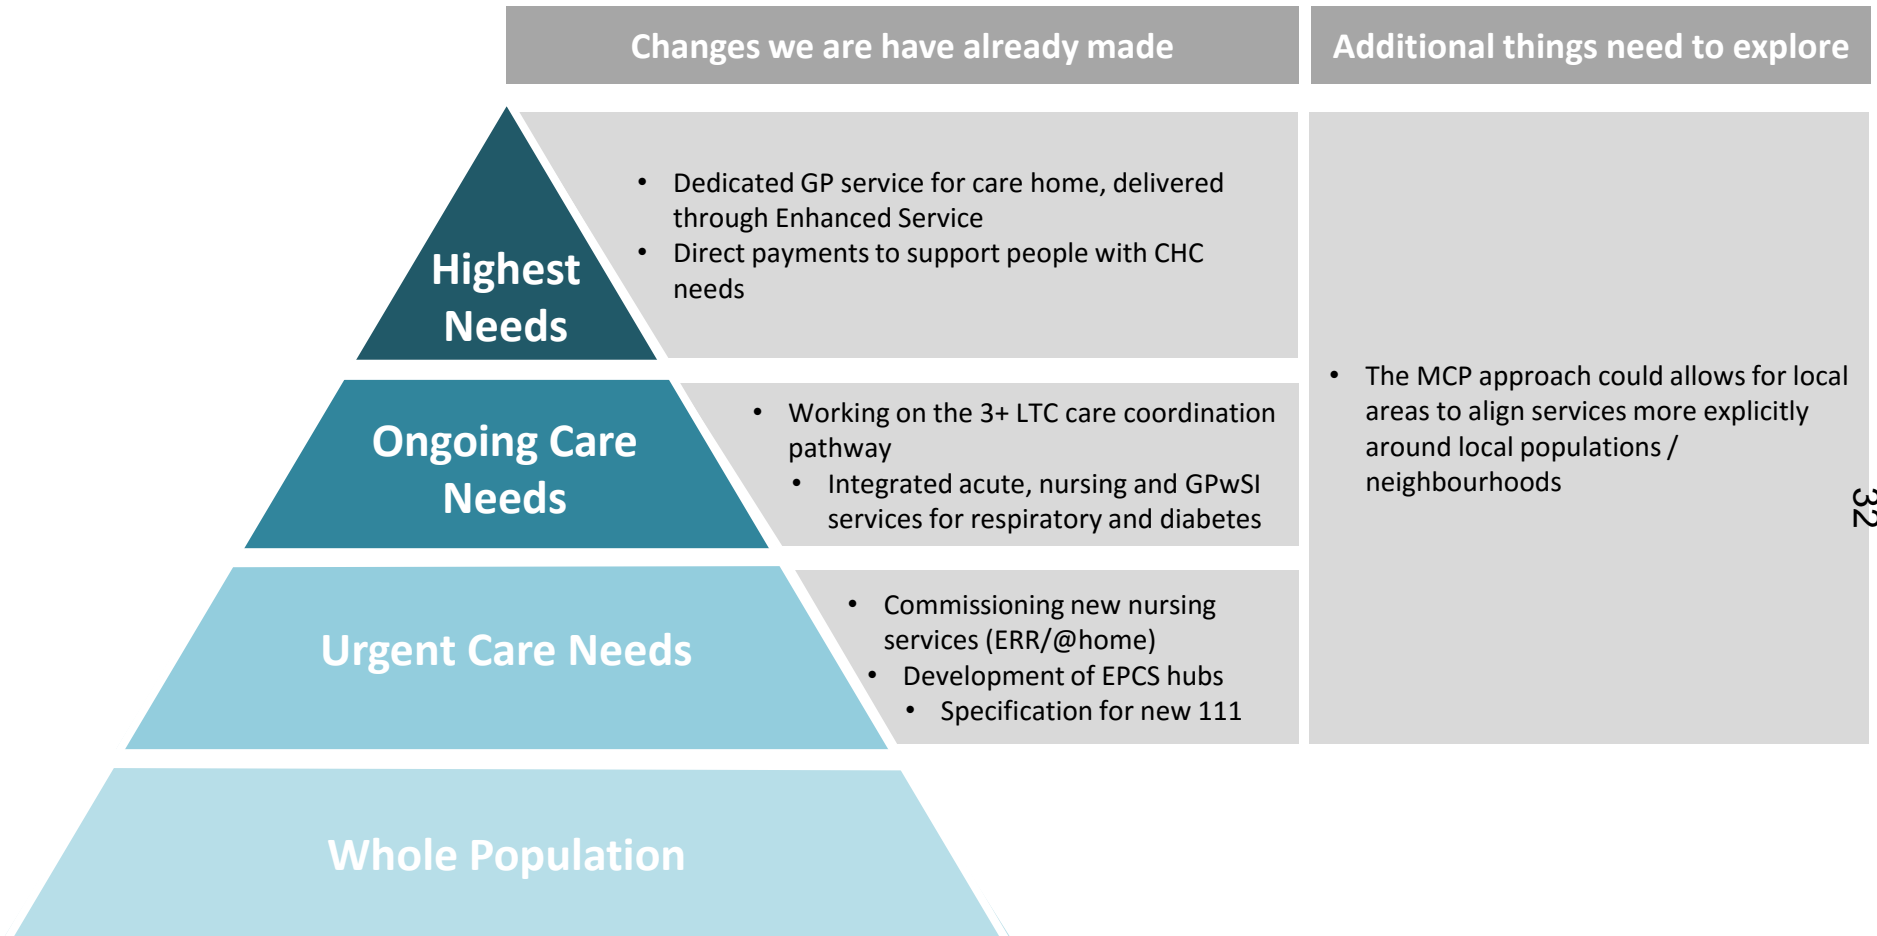 Changes we are have already made
Additional things need to explore
Highest
Needs
• Dedicated GP service for care home, delivered
through Enhanced Service
• Direct payments to support people with CHC
needs
Ongoing Care
Needs
• Working on the 3+ LTC care coordination
pathway
• Integrated acute, nursing and GPwSI
services for respiratory and diabetes
Urgent Care Needs
• Commissioning new nursing
services (ERR/@home)
• Development of EPCS hubs
• Specification for new 111
Whole Population
• The MCP approach could allows for local
areas to align services more explicitly
around local populations /
neighbourhoods
32